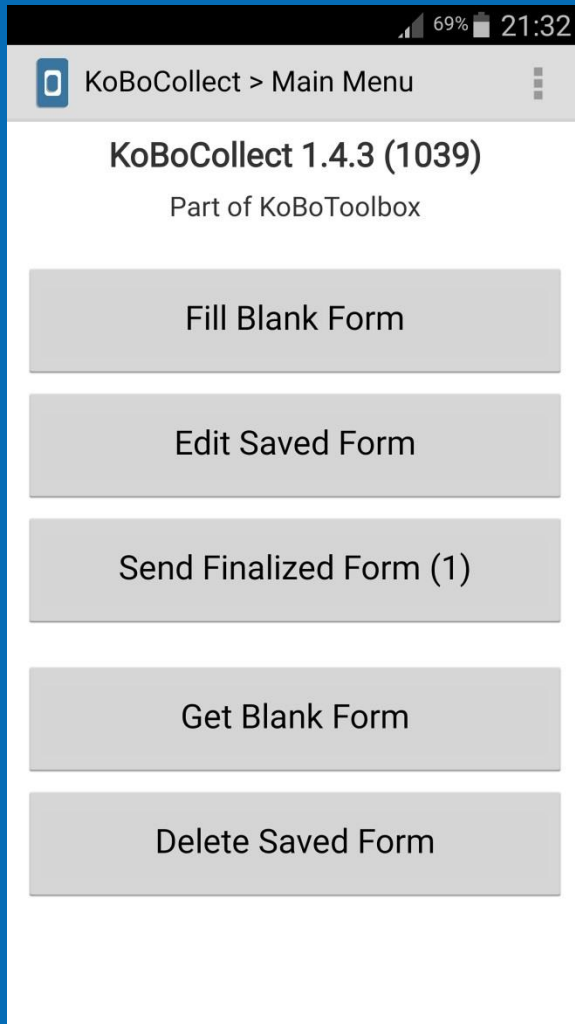 69% 21:32
KoBoCollect > Main Menu
KoBoCollect 1.4.3 (1039)
Part of KoBoToolbox
Fill Blank Form
Edit Saved Form
Send Finalized Form (1)
Get Blank Form
Delete Saved Form